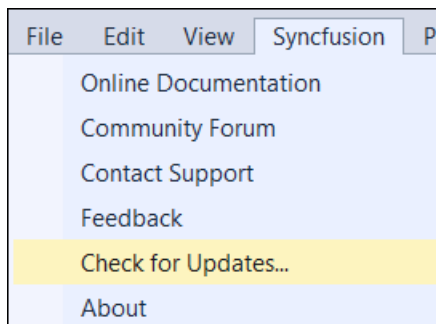 File Edit View Syncfusion P
Online Documentation
Community Forum
Contact Support
Feedback
Check for Updates...
About